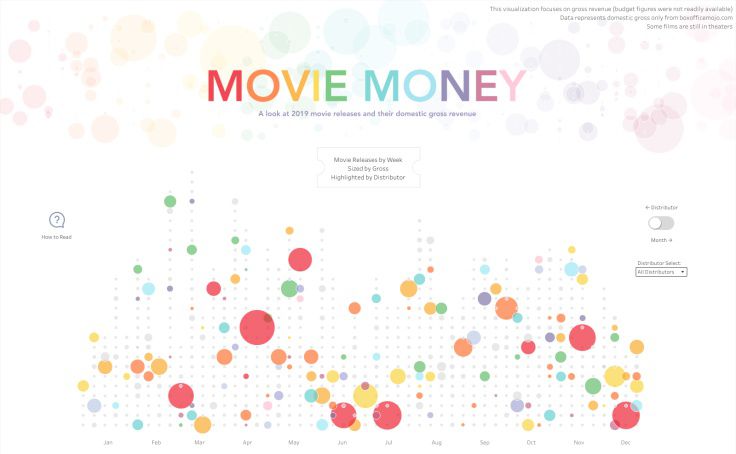 This visualization focuses on gross revenue (budget figures were not readily available)
Data represents domestic gross only from boxofficemojo.com
Some films are still in theaters
MOVIE MONEY
A look at 2019 movie releases and their domestic gross revenue
Movie Releases by Week
Sized by Gross
Highlighted by Distributor
?
How to Read
← Distributor
Month →
Distributor Select:
All Distributors
Jan Feb Mar Apr May Jun Jul Aug Sep Oct Nov Dec